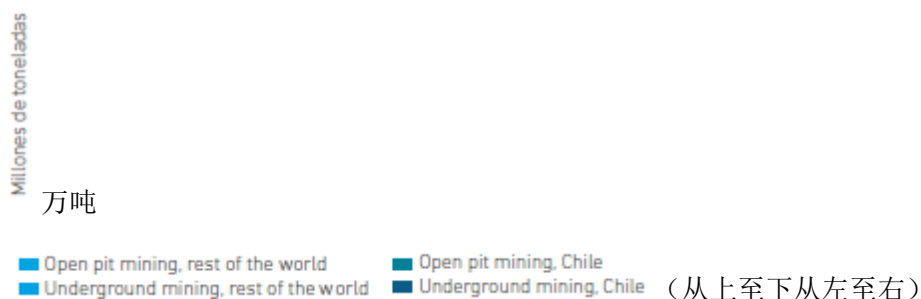 Millones de toneladas
万吨
Open pit mining, rest of the world
Open pit mining, Chile
Underground mining, rest of the world
Underground mining, Chile
（从上至下从左至右）